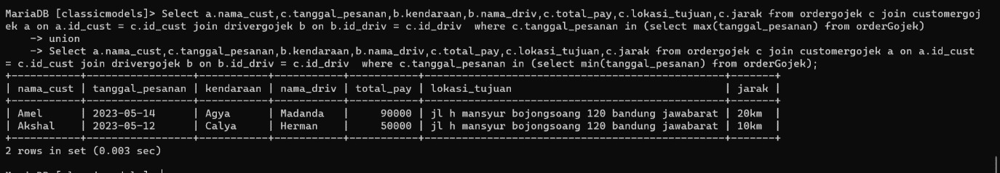 MariaDB [classicmodels]> Select a.nama_cust,c.tanggal_pesanan,b.kendaraan,b.nama_driv,c.total_pay,c.lokasi_tujuan,c.jarak from ordergojek c join customergoj
ek a on a.id_cust = c.id_cust join drivergojek b on b.id_driv = c.id_driv  where c.tanggal_pesanan in (select max(tanggal_pesanan) from orderGojek)
    -> union
    -> Select a.nama_cust,c.tanggal_pesanan,b.kendaraan,b.nama_driv,c.total_pay,c.lokasi_tujuan,c.jarak from ordergojek c join customergojek a on a.id_cust
= c.id_cust join drivergojek b on b.id_driv = c.id_driv  where c.tanggal_pesanan in (select min(tanggal_pesanan) from orderGojek);
| nama_cust | tanggal_pesanan | kendaraan | nama_driv | total_pay | lokasi_tujuan | jarak |
| Amel | 2023-05-14 | Agya | Madanda | 90000 | jl h mansyur bojongsoang 120 bandung jawabarat | 20km |
| Akshal | 2023-05-12 | Calya | Herman | 50000 | jl h mansyur bojongsoang 120 bandung jawabarat | 10km |
2 rows in set (0.003 sec)